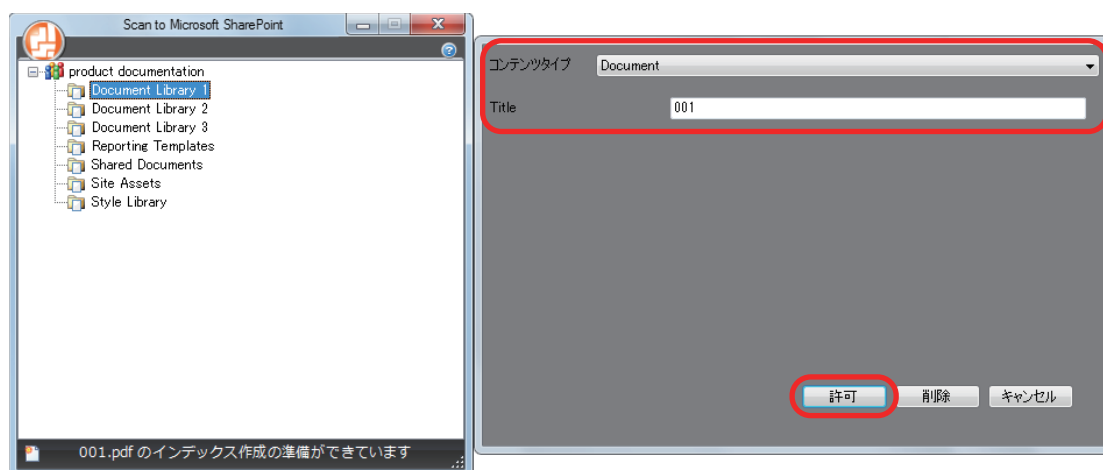 Scan to Microsoft SharePoint
product documentation
Document Library 1
Document Library 2
Document Library 3
Reporting Templates
Shared Documents
Site Assets
Style Library
001.pdf のインデックス作成の準備ができています
コンテンツタイプ Document
Title 001
許可 削除 キャンセル